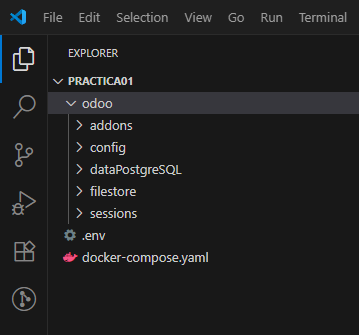 File Edit Selection View Go Run Terminal
EXPLORER
PRACTICA01
odoo
addons
config
dataPostgreSQL
filestore
sessions
.env
docker-compose.yaml